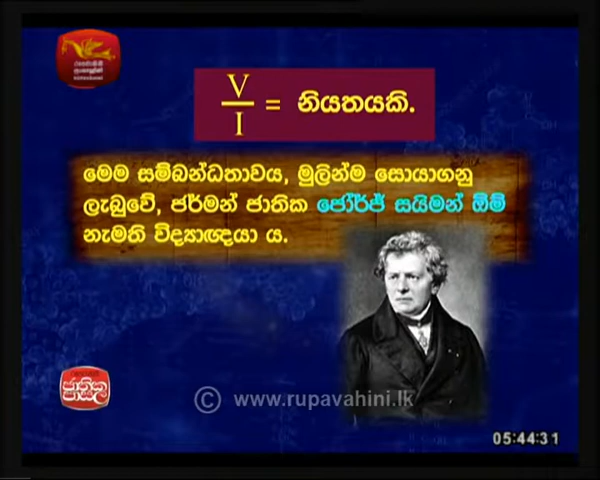 V
I = නියතයකි.
මෙම සම්බන්ධතාවය, මුලින්ම සොයාගනු
ලැබුවේ, ජර්මන් ජාතික ජෝර්ජ් සයිමන් ඕම්
නැමති විද්‍යාඥයා ය.
ජාතික
පාසල
© www.rupavahini.lk
05:44:31